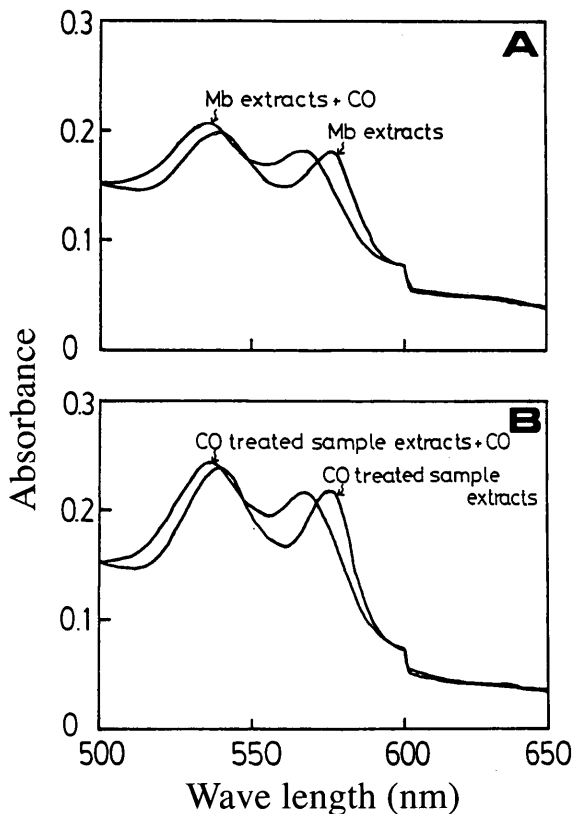 0.3
A
Mb extracts + CO
Mb extracts
0.2
0.1
0
Absorbance
0.3
B
CO treated sample extracts + CO
CO treated sample
extracts
0.2
0.1
0
500 550 600 650
Wave length (nm)